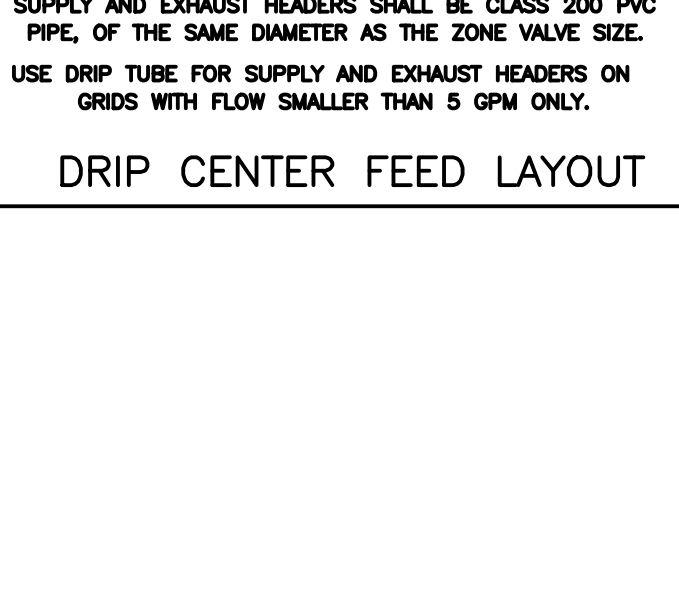 SUPPLY AND EXHAUST HEADERS SHALL BE CLASS 200 PVC
PIPE, OF THE SAME DIAMETER AS THE ZONE VALVE SIZE.
USE DRIP TUBE FOR SUPPLY AND EXHAUST HEADERS ON
GRIDS WITH FLOW SMALLER THAN 5 GPM ONLY.
DRIP CENTER FEED LAYOUT